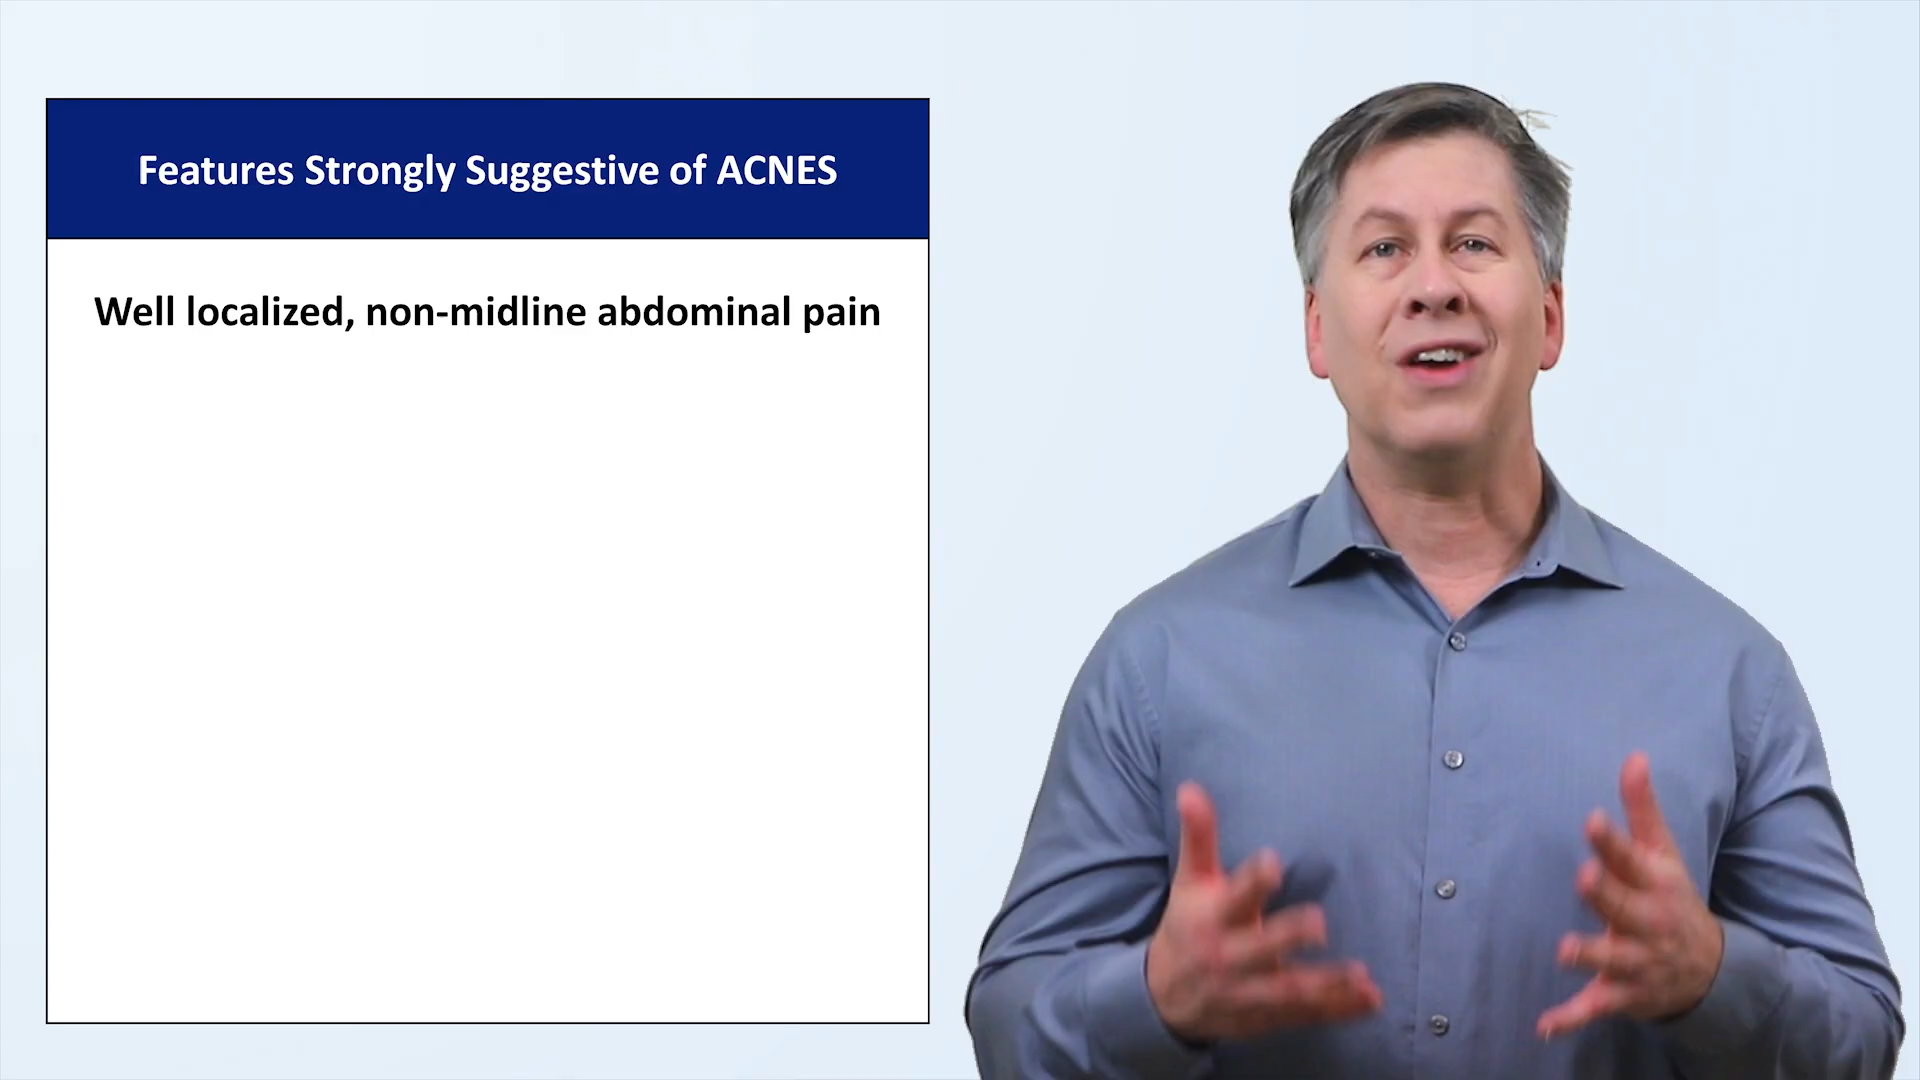 Features Strongly Suggestive of ACNES
Well localized, non-midline abdominal pain